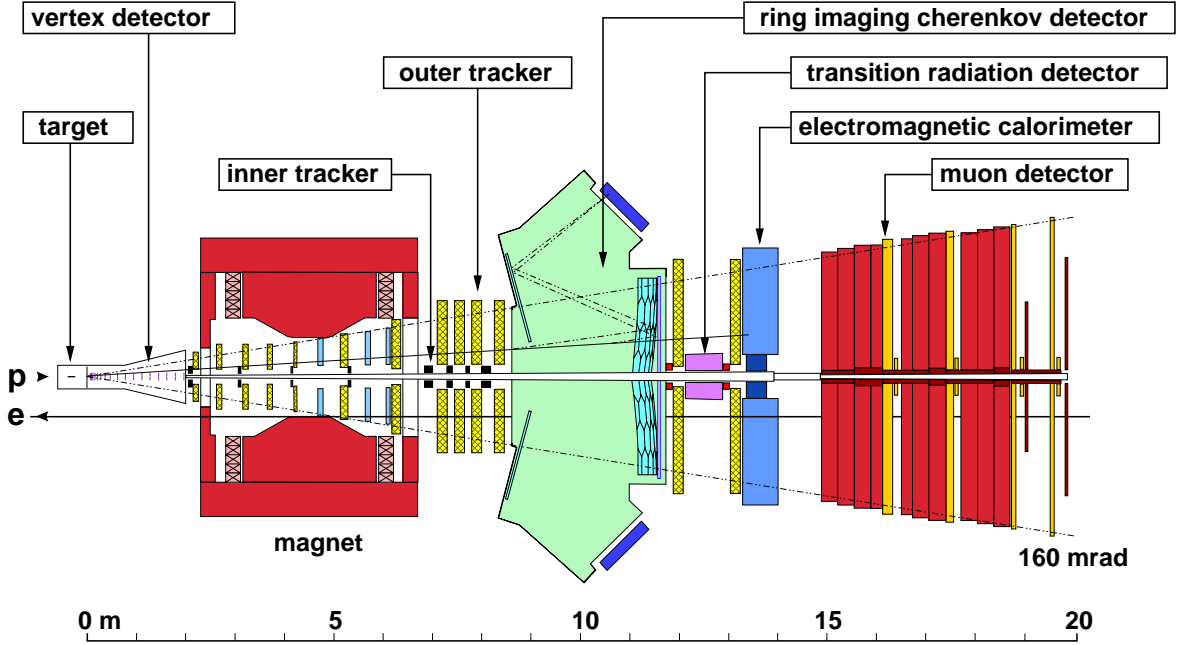 vertex detector
ring imaging cherenkov detector
outer tracker
transition radiation detector
target
electromagnetic calorimeter
inner tracker
muon detector
p
e
magnet
160 mrad
0 m 5 10 15 20